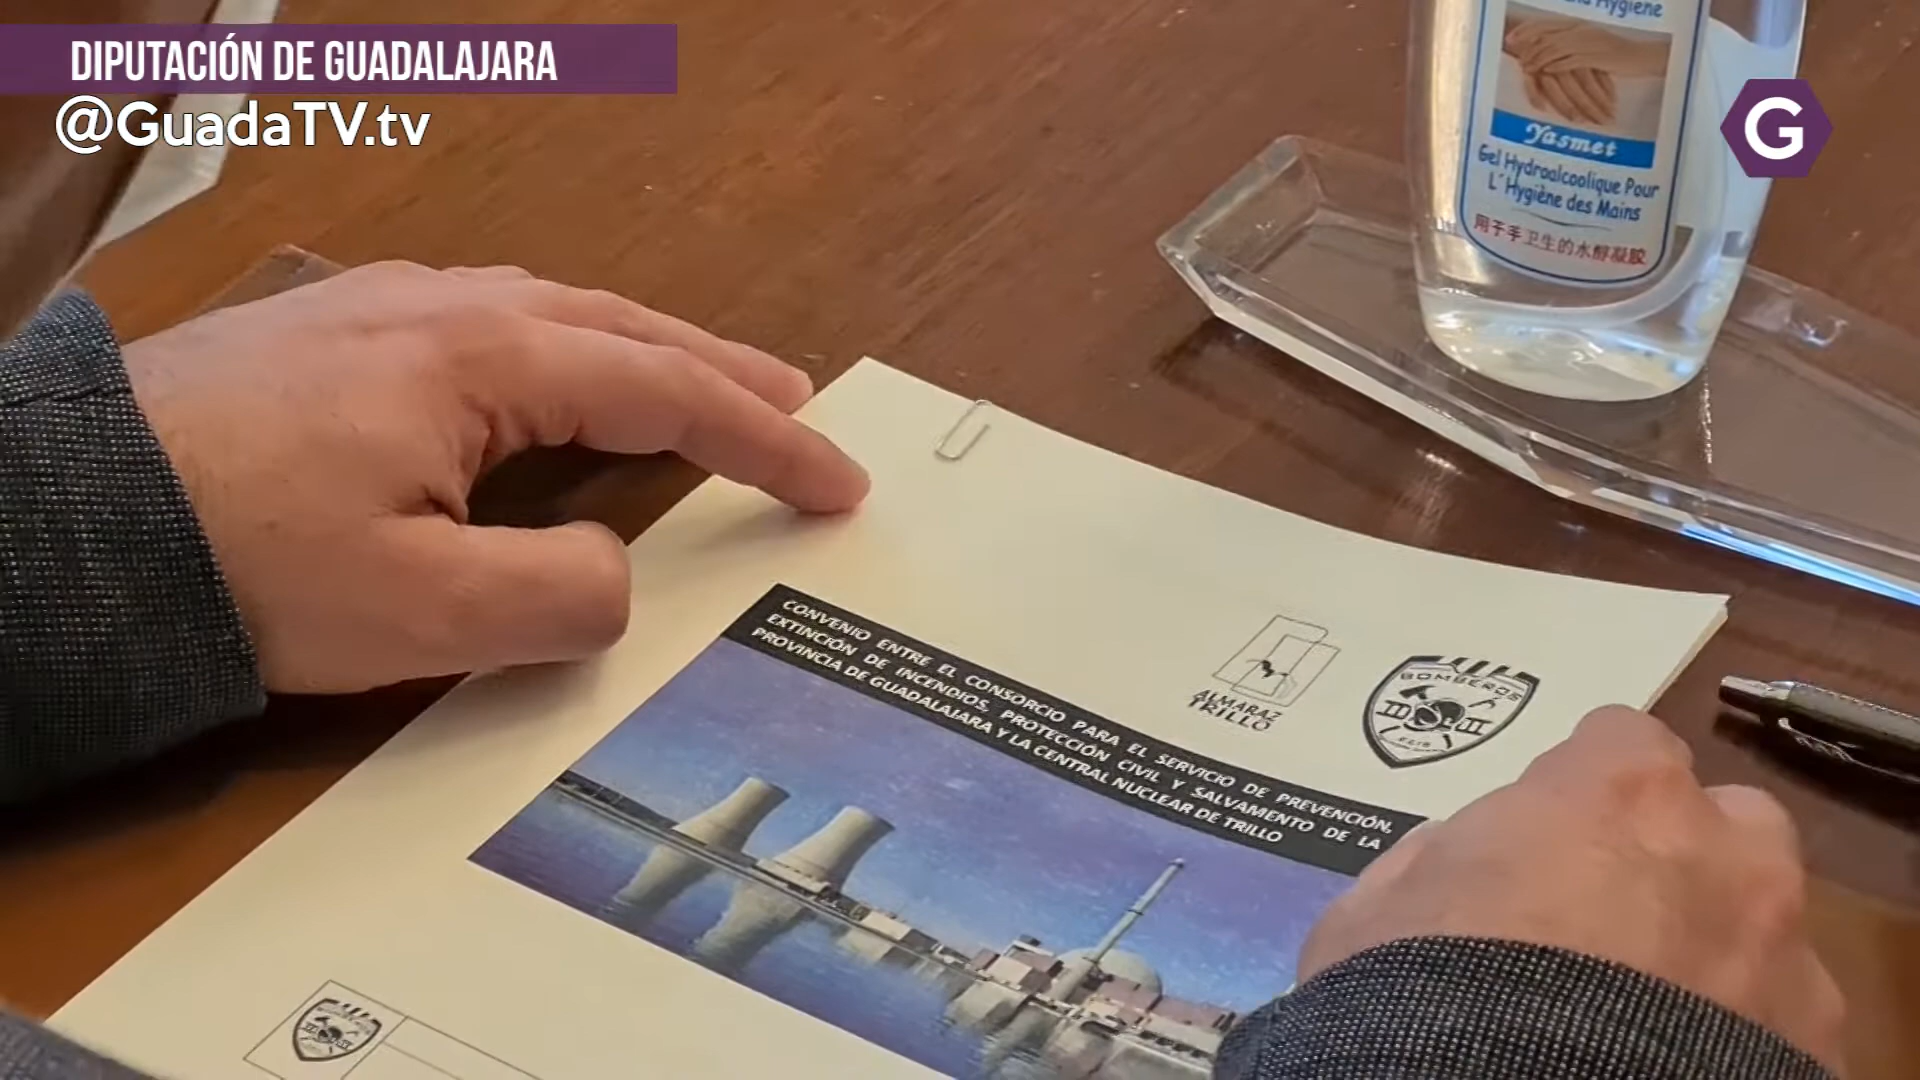 DIPUTACIÓN DE GUADALAJARA
@GuadaTV.tv
G
Hygiene
Yasmet
Gel Hydroalcoolique Pour
L'Hygiène des Mains
用于手卫生的水醇凝胶
CONVENIO ENTRE EL CONSORCIO PARA EL SERVICIO DE PREVENCIÓN,
EXTINCIÓN DE INCENDIOS, PROTECCIÓN CIVIL Y SALVAMENTO DE LA
PROVINCIA DE GUADALAJARA Y LA CENTRAL NUCLEAR DE TRILLO
ALMARAZ
TRILLO
BOMBEROS